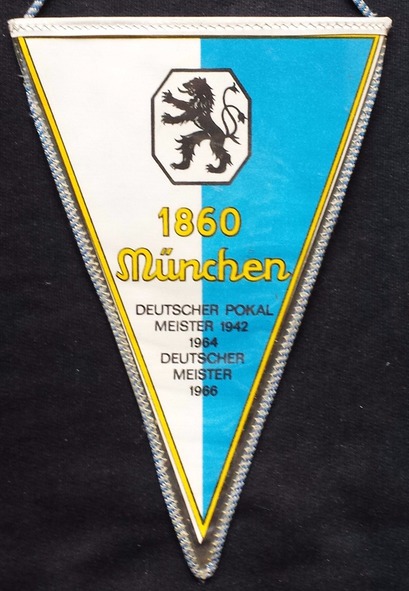 1860
München
DEUTSCHER POKAL
MEISTER 1942
1964
DEUTSCHER
MEISTER
1966